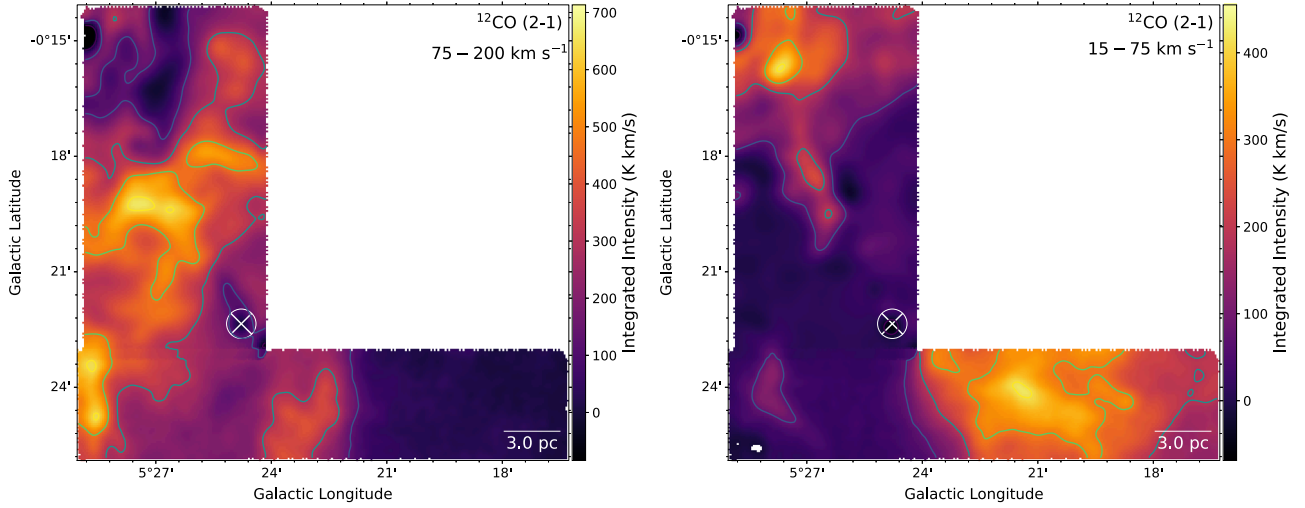 ¹²CO (2-1)
75 – 200 km s⁻¹
-0°15'
18'
21'
24'
Galactic Latitude
5°27'
24'
21'
18'
Galactic Longitude
3.0 pc
700
600
500
400
300
200
100
0
Integrated Intensity (K km/s)
¹²CO (2-1)
15 – 75 km s⁻¹
-0°15'
18'
21'
24'
Galactic Latitude
5°27'
24'
21'
18'
Galactic Longitude
3.0 pc
400
300
200
100
0
Integrated Intensity (K km/s)